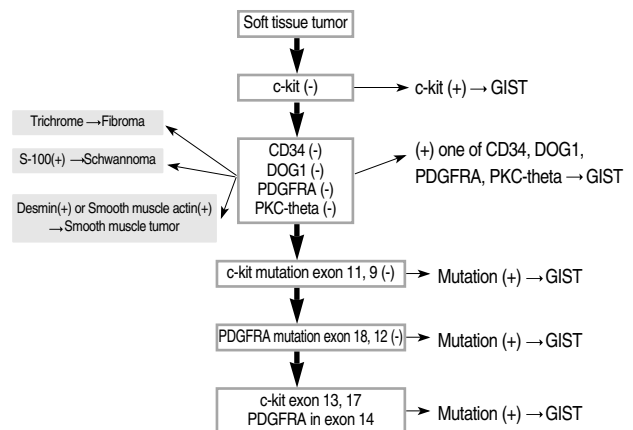 Soft tissue tumor
c-kit (-)
c-kit (+) → GIST
Trichrome → Fibroma
S-100(+) → Schwannoma
Desmin(+) or Smooth muscle actin(+)
→ Smooth muscle tumor
CD34 (-)
DOG1 (-)
PDGFRA (-)
PKC-theta (-)
(+) one of CD34, DOG1,
PDGFRA, PKC-theta → GIST
c-kit mutation exon 11, 9 (-)
Mutation (+) → GIST
PDGFRA mutation exon 18, 12 (-)
Mutation (+) → GIST
c-kit exon 13, 17
PDGFRA in exon 14
Mutation (+) → GIST